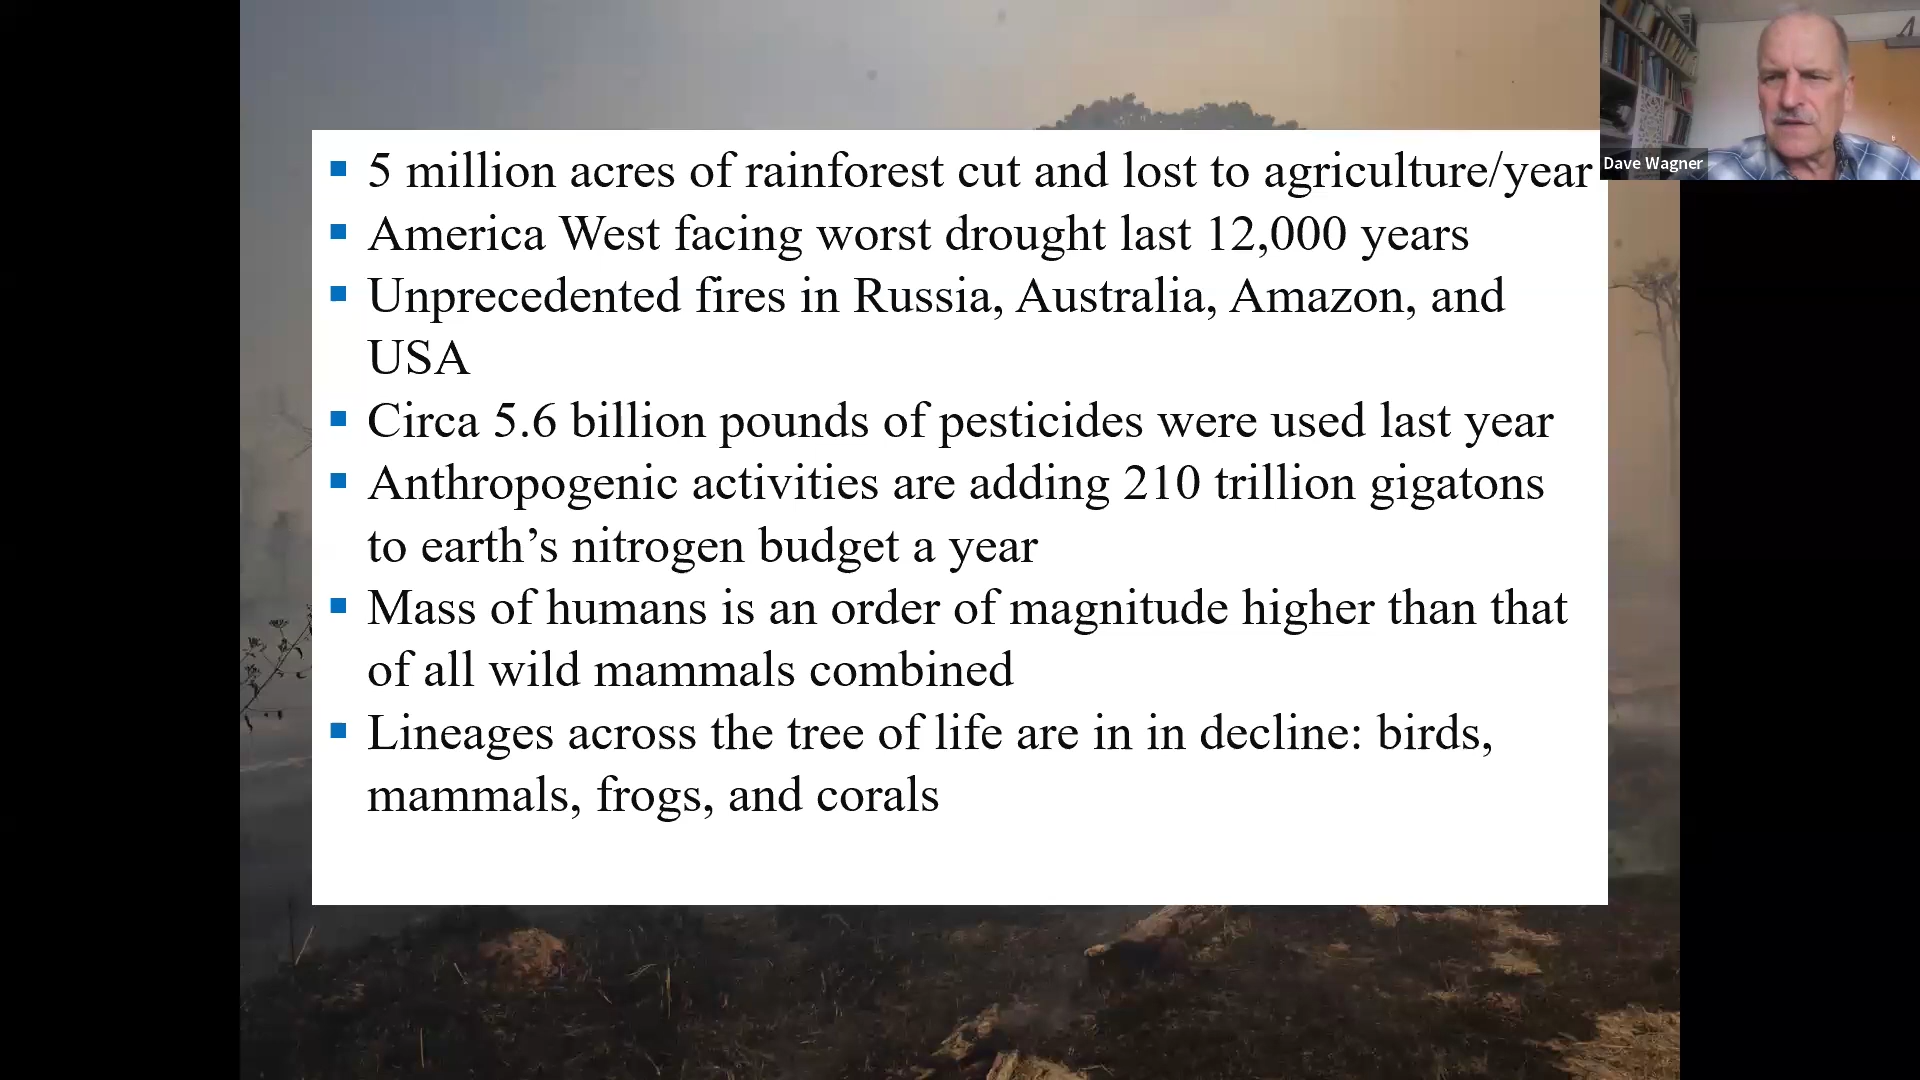 5 million acres of rainforest cut and lost to agriculture/year
America West facing worst drought last 12,000 years
Unprecedented fires in Russia, Australia, Amazon, and
USA
Circa 5.6 billion pounds of pesticides were used last year
Anthropogenic activities are adding 210 trillion gigatons
to earth’s nitrogen budget a year
Mass of humans is an order of magnitude higher than that
of all wild mammals combined
Lineages across the tree of life are in in decline: birds,
mammals, frogs, and corals
Dave Wagner